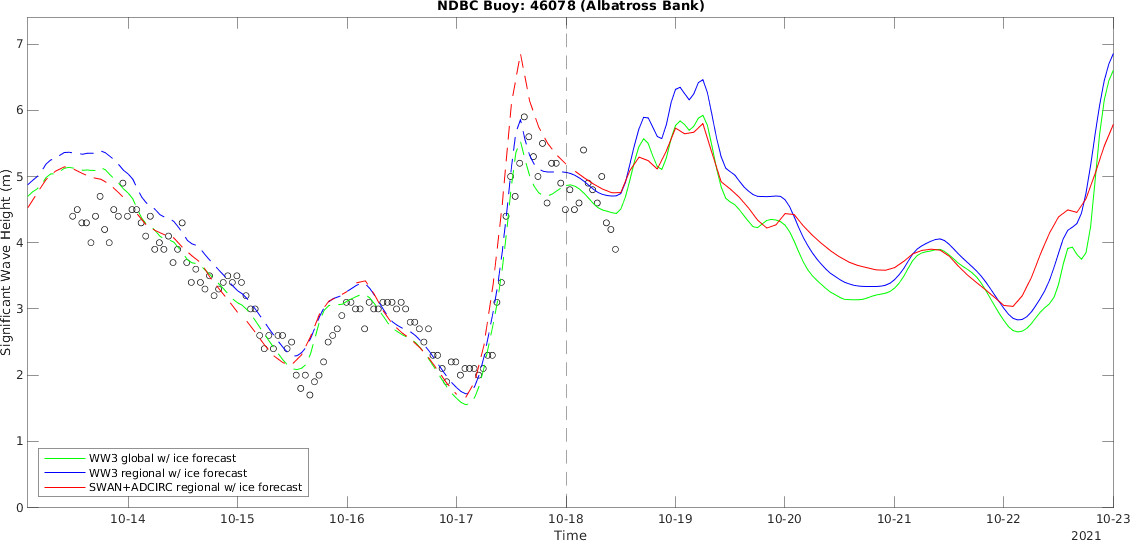 NDBC Buoy: 46078 (Albatross Bank)
7
6
5
4
3
2
1
0
Significant Wave Height (m)
WW3 global w/ ice forecast
WW3 regional w/ ice forecast
SWAN+ADCIRC regional w/ ice forecast
10-14 10-15 10-16 10-17 10-18 10-19 10-20 10-21 10-22 10-23
Time
2021